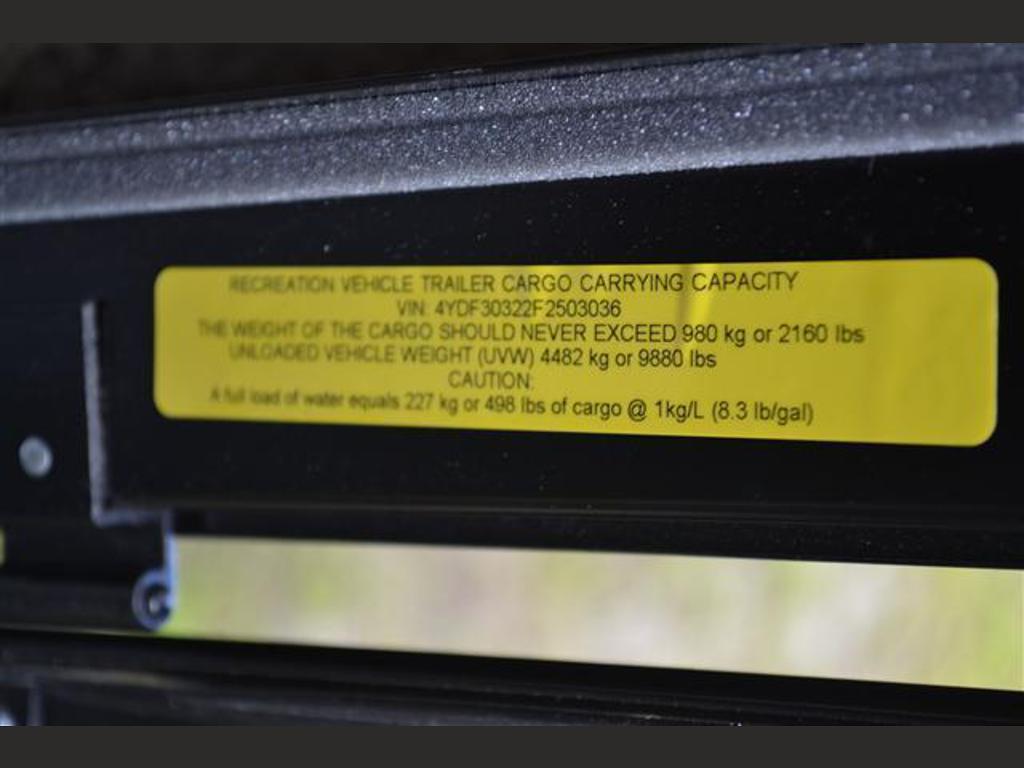 RECREATION VEHICLE TRAILER CARGO CARRYING CAPACITY
VIN: 4YDF30322F2503036
THE WEIGHT OF THE CARGO SHOULD NEVER EXCEED 980 kg or 2160 lbs
UNLOADED VEHICLE WEIGHT (UVW) 4482 kg or 9880 lbs
CAUTION:
A full load of water equals 227 kg or 498 lbs of cargo @ 1kg/L (8.3 lb/gal)